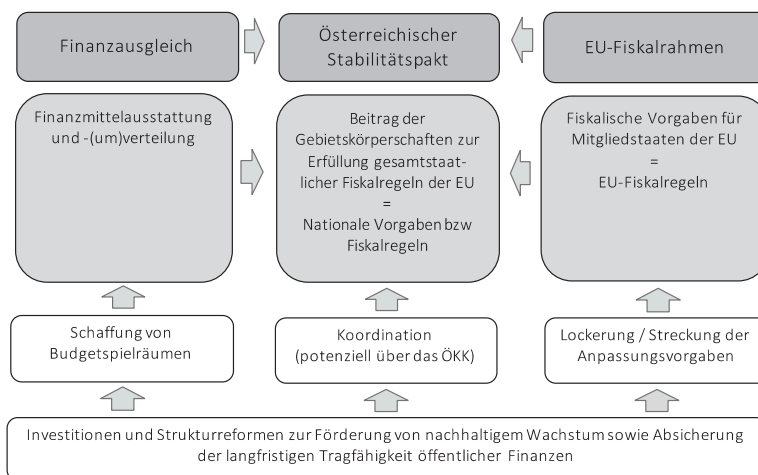 Finanzausgleich
Österreichischer
Stabilitätspakt
EU-Fiskalrahmen
Finanzmittelausstattung
und -(um)verteilung
Beitrag der
Gebietskörperschaften zur
Erfüllung gesamtstaat-
licher Fiskalregeln der EU
=
Nationale Vorgaben bzw
Fiskalregeln
Fiskalische Vorgaben für
Mitgliedstaaten der EU
=
EU-Fiskalregeln
Schaffung von
Budgetspielräumen
Koordination
(potenziell über das ÖKK)
Lockerung / Streckung der
Anpassungsvorgaben
Investitionen und Strukturreformen zur Förderung von nachhaltigem Wachstum sowie Absicherung
der langfristigen Tragfähigkeit öffentlicher Finanzen